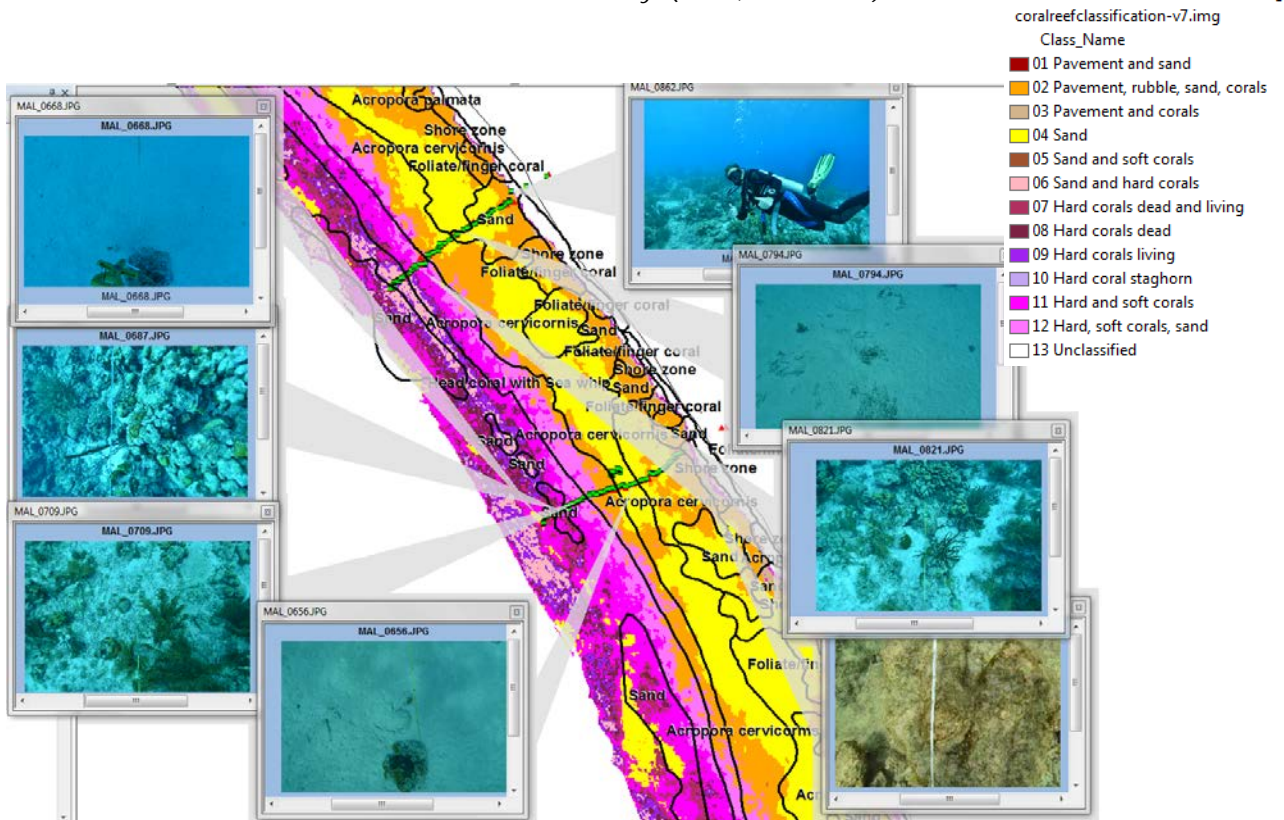 coralreefclassification-v7.img
Class_Name
01 Pavement and sand
02 Pavement, rubble, sand, corals
03 Pavement and corals
04 Sand
05 Sand and soft corals
06 Sand and hard corals
07 Hard corals dead and living
08 Hard corals dead
09 Hard corals living
10 Hard coral staghorn
11 Hard and soft corals
12 Hard, soft corals, sand
13 Unclassified
MAL_0668.JPG
MAL_0668.JPG
MAL_0668.JPG
MAL_0687.JPG
MAL_0709.JPG
MAL_0709.JPG
MAL_0656.JPG
MAL_0656.JPG
MAL_0862.JPG
MAL_0794.JPG
MAL_0794.JPG
MAL_0821.JPG
MAL_0821.JPG
Acropora palmata
Shore zone
Acropora cervicornis
Foliate/finger coral
Sand
Shore zone
Foliate/finger coral
Foliate/finger coral
Sand
Acropora cervicornis
Sand
Foliate/finger coral
Shore zone
Head coral with Sea whip
Sand
Foliate/finger coral
Sand
Acropora cervicornis
Sand
Sand
Shore zone
Acropora cervicornis
Sand
Sand
Sand
Acropora cervicornis